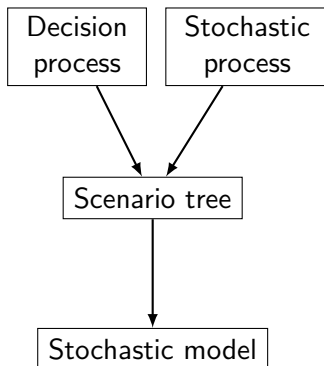 Decision
process
Stochastic
process
Scenario tree
Stochastic model